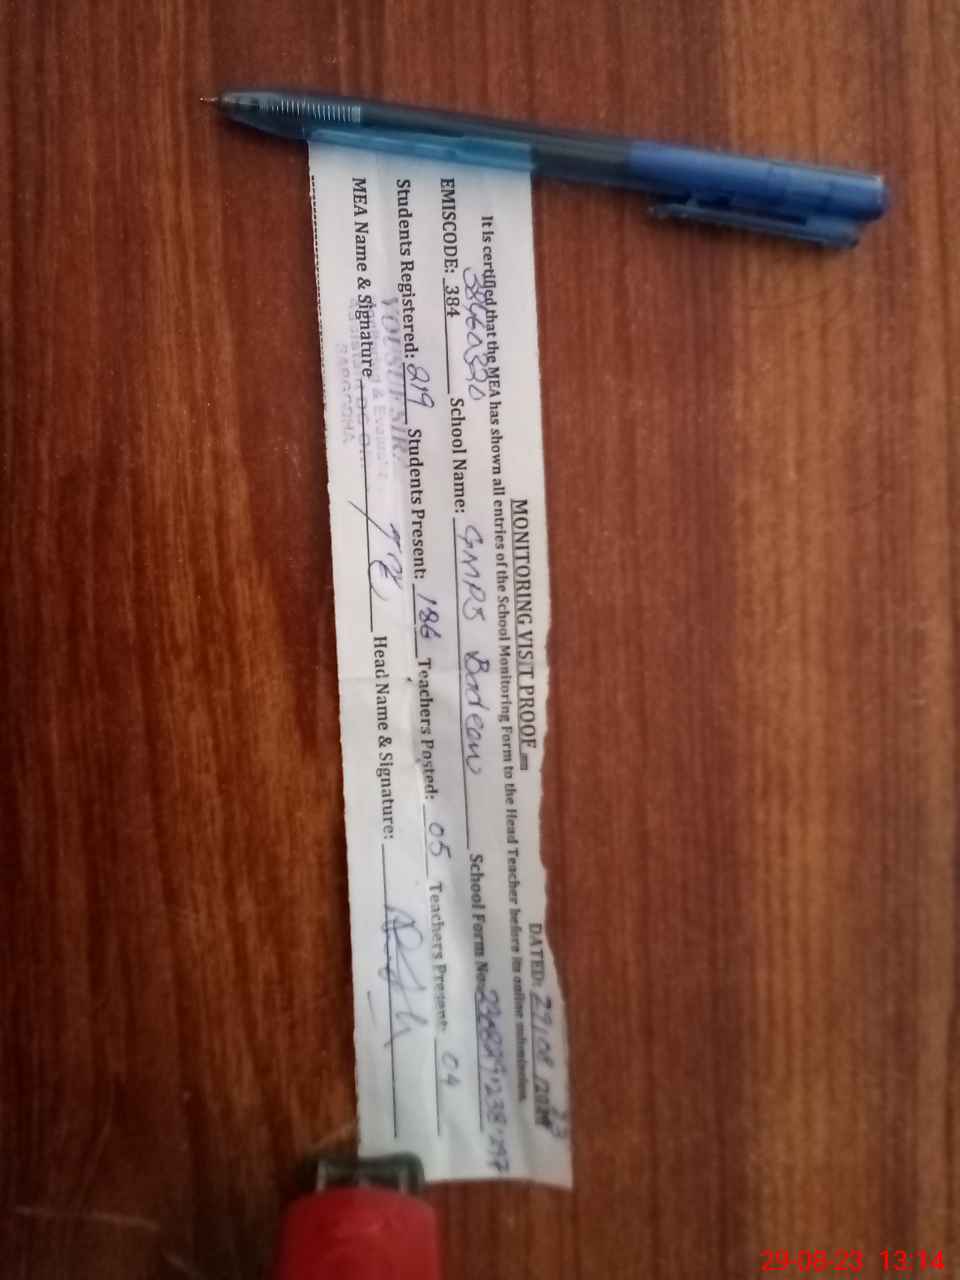 MONITORING VISIT PROOF
DATED: 29/08/2023
It is certified that the MEA has shown all entries of the School Monitoring Form to the Head Teacher before its online submission.
38460320
EMISCODE: 384 School Name: GMPS School Form No:
Students Registered: 219 Students Present: 186 Teachers Posted: 05 Teachers Present: 04
MEA Name & Signature Head Name & Signature:
SARGODHA
29-08-23 13:14